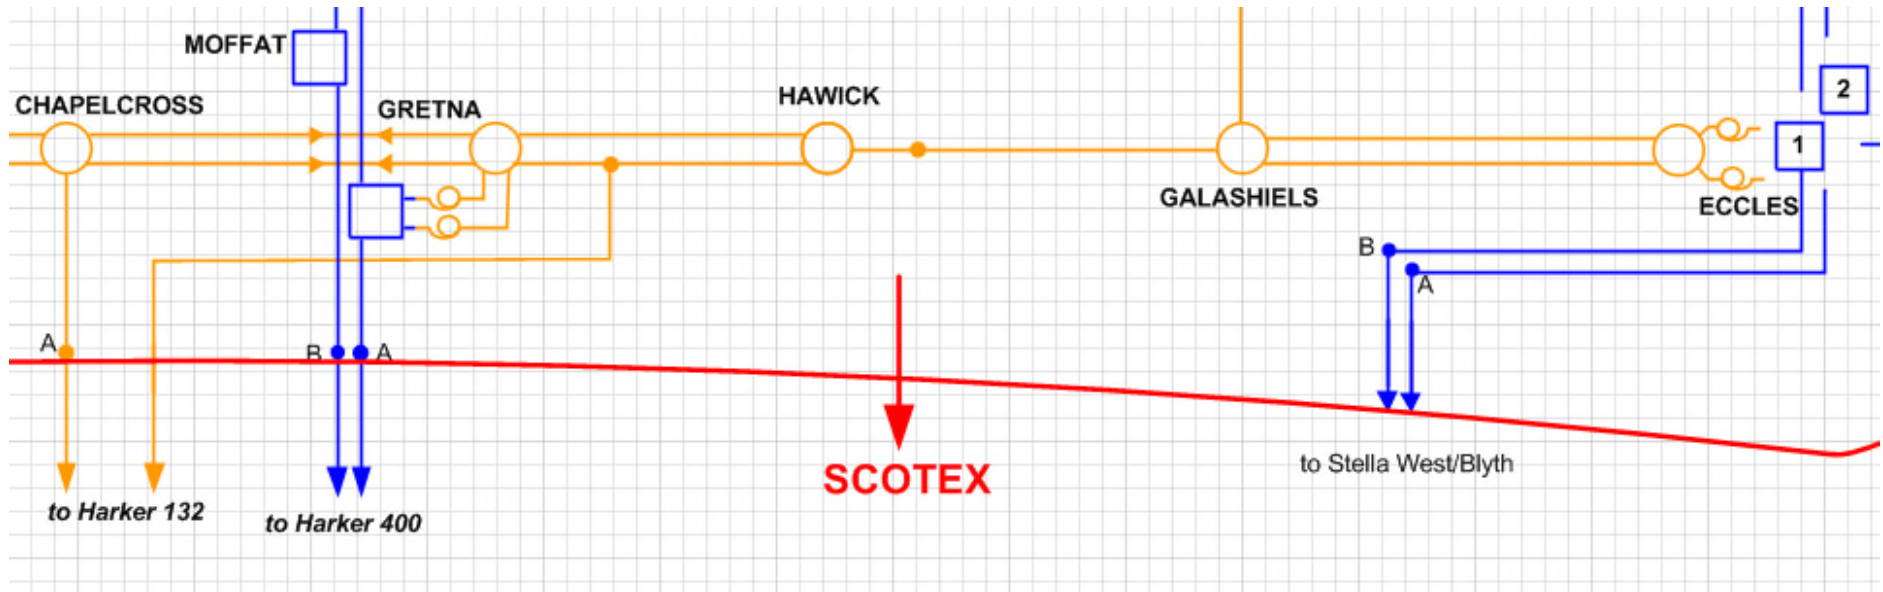 MOFFAT
CHAPELCROSS
GRETNA
HAWICK
2
1
GALASHIELS
ECCLES
B
A
A
B
A
SCOTEX
to Stella West/Blyth
to Harker 132
to Harker 400